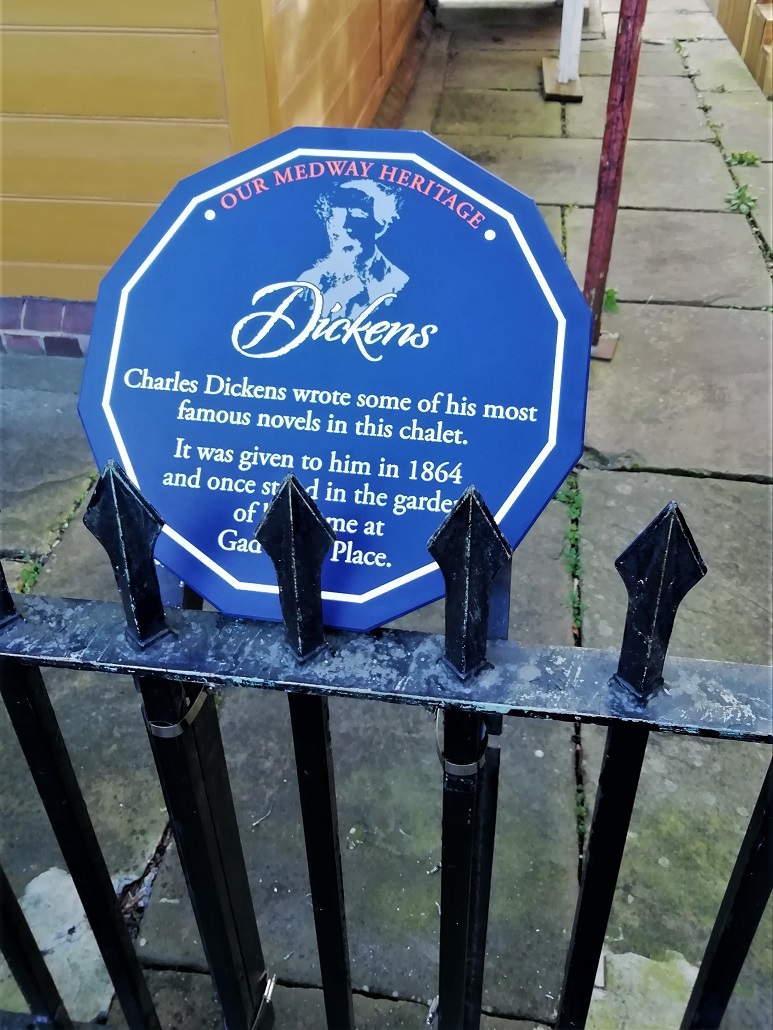 OUR MEDWAY HERITAGE
Dickens
Charles Dickens wrote some of his most
famous novels in this chalet.
It was given to him in 1864
and once in the
of at
Place.